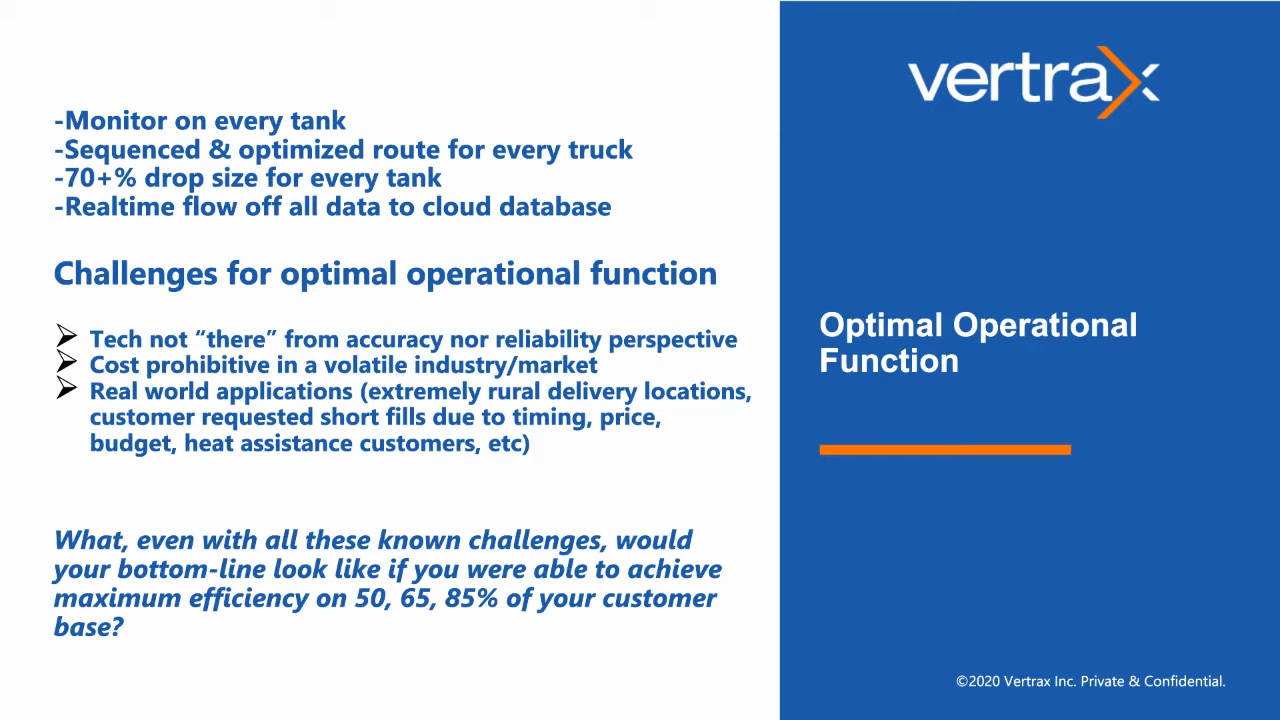 -Monitor on every tank
-Sequenced & optimized route for every truck
-70+% drop size for every tank
-Realtime flow off all data to cloud database
Challenges for optimal operational function
Tech not “there” from accuracy nor reliability perspective
Cost prohibitive in a volatile industry/market
Real world applications (extremely rural delivery locations,
customer requested short fills due to timing, price,
budget, heat assistance customers, etc)
What, even with all these known challenges, would
your bottom-line look like if you were able to achieve
maximum efficiency on 50, 65, 85% of your customer
base?
vertrax
Optimal Operational
Function
©2020 Vertrax Inc. Private & Confidential.